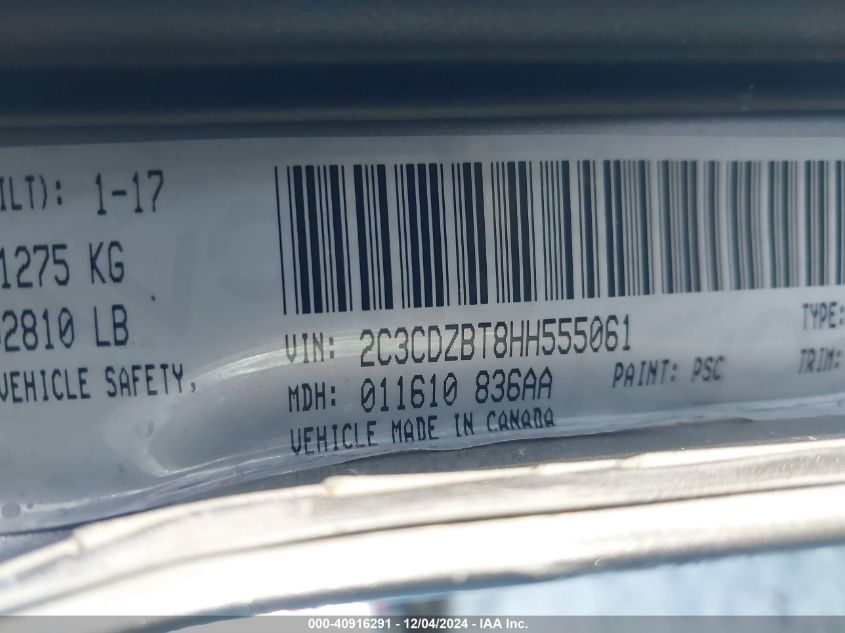 ILT): 1-17
1275 KG
2810 LB
VEHICLE SAFETY,
VIN: 2C3CDZBT8HH555061
TYPE:
MDH: 011610 836AA
PAINT: PSC
TRIM:
VEHICLE MADE IN CANADA
000-40916291 - 12/04/2024 - IAA Inc.